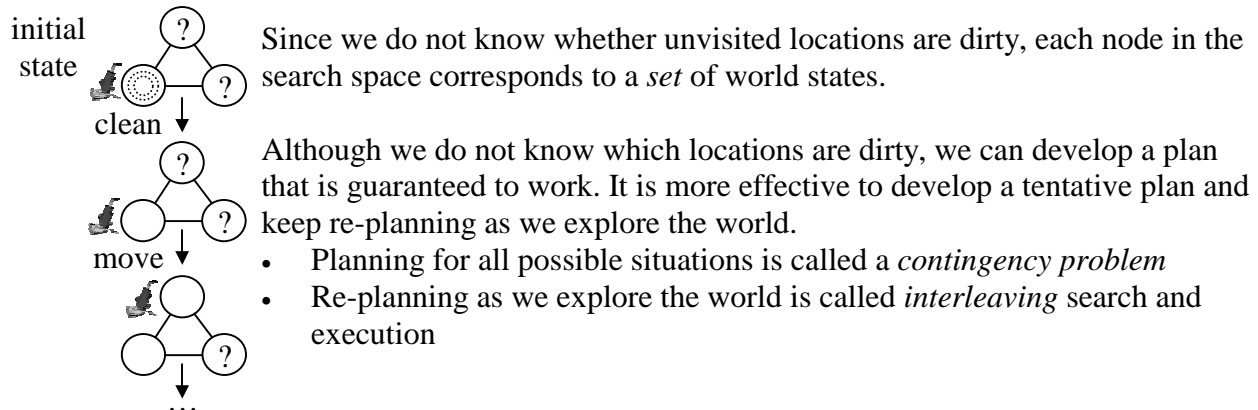 initial
state
?
?
Since we do not know whether unvisited locations are dirty, each node in the
search space corresponds to a set of world states.
clean
?
?
Although we do not know which locations are dirty, we can develop a plan
that is guaranteed to work. It is more effective to develop a tentative plan and
keep re-planning as we explore the world.
move
• Planning for all possible situations is called a contingency problem
• Re-planning as we explore the world is called interleaving search and
execution
?
...